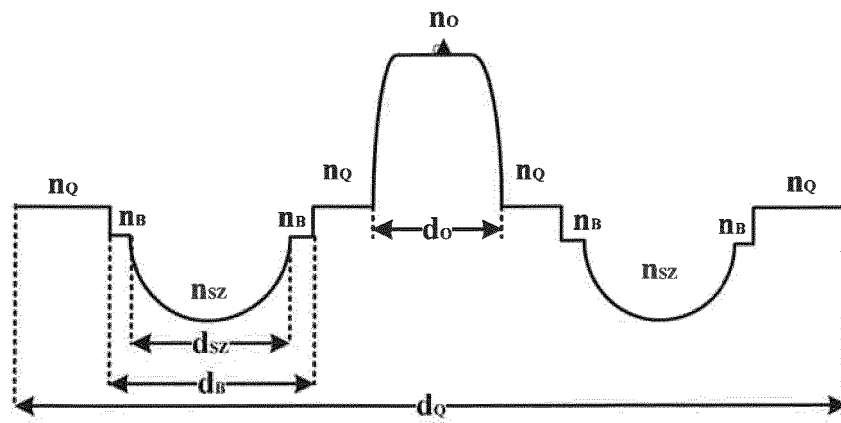 nO
nQ nQ nQ nQ
nB nB nB nB
dO
nSZ nSZ
dSZ
dB
dQ